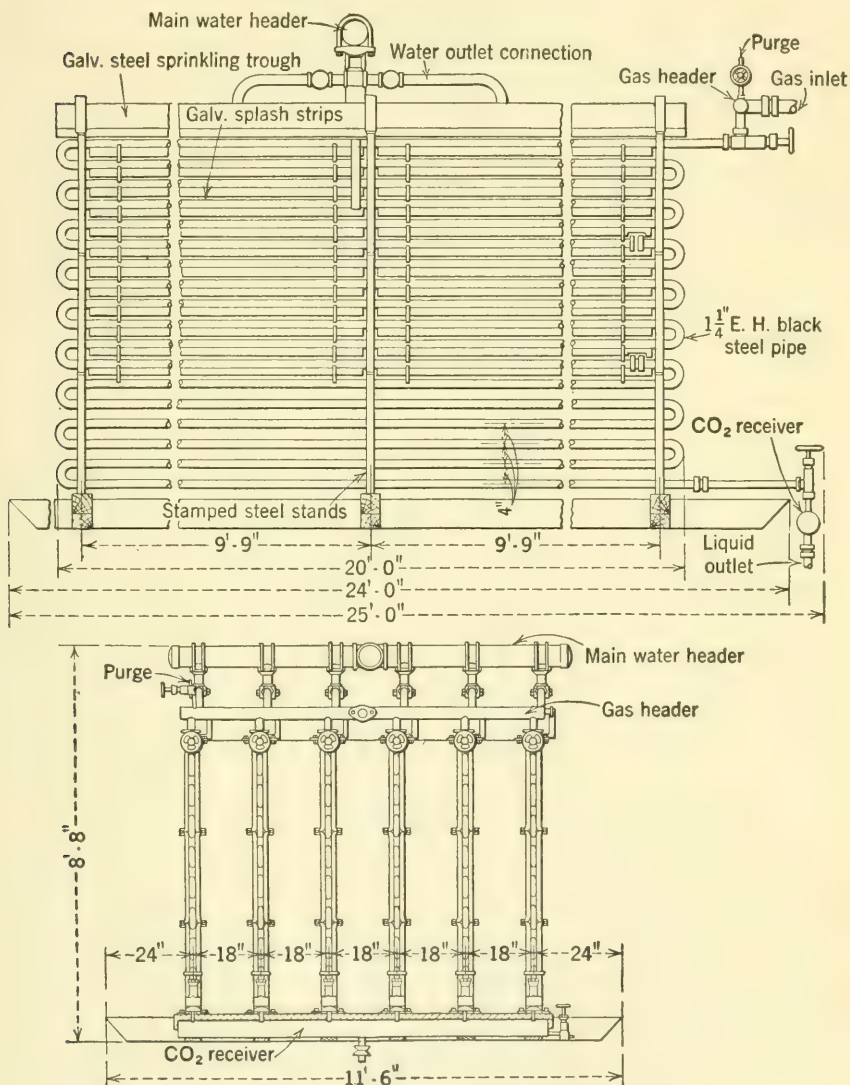 Main water header
Galv. steel sprinkling trough
Water outlet connection
Purge
Gas header
Gas inlet
Galv. splash strips
1 1/4" E. H. black
steel pipe
CO₂ receiver
Stamped steel stands
4"
Liquid
outlet
9'-9"
9'-9"
20'-0"
24'-0"
25'-0"
Main water header
Purge
Gas header
8'-8"
24"
18"
18"
18"
18"
18"
24"
CO₂ receiver
11'-6"